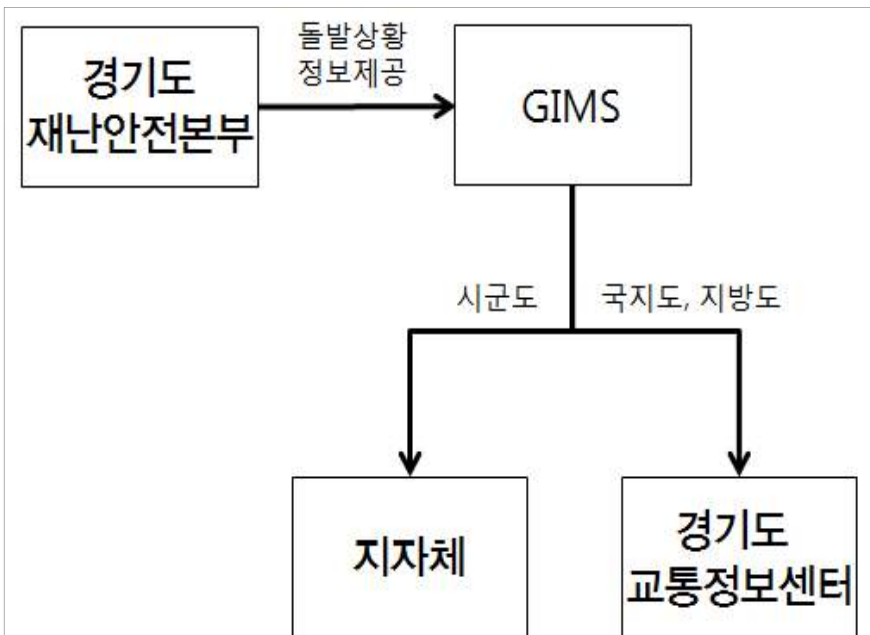 경기도
재난안전본부
돌발상황
정보제공
GIMS
시군도
국지도, 지방도
지자체
경기도
교통정보센터